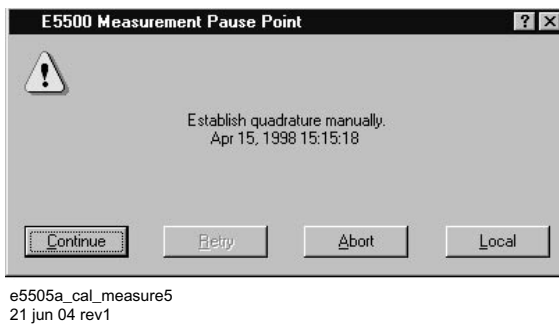 E5500 Measurement Pause Point
Establish quadrature manually.
Apr 15, 1998 15:15:18
Continue Retry Abort Local
e5505a_cal_measure5
21 jun 04 rev1